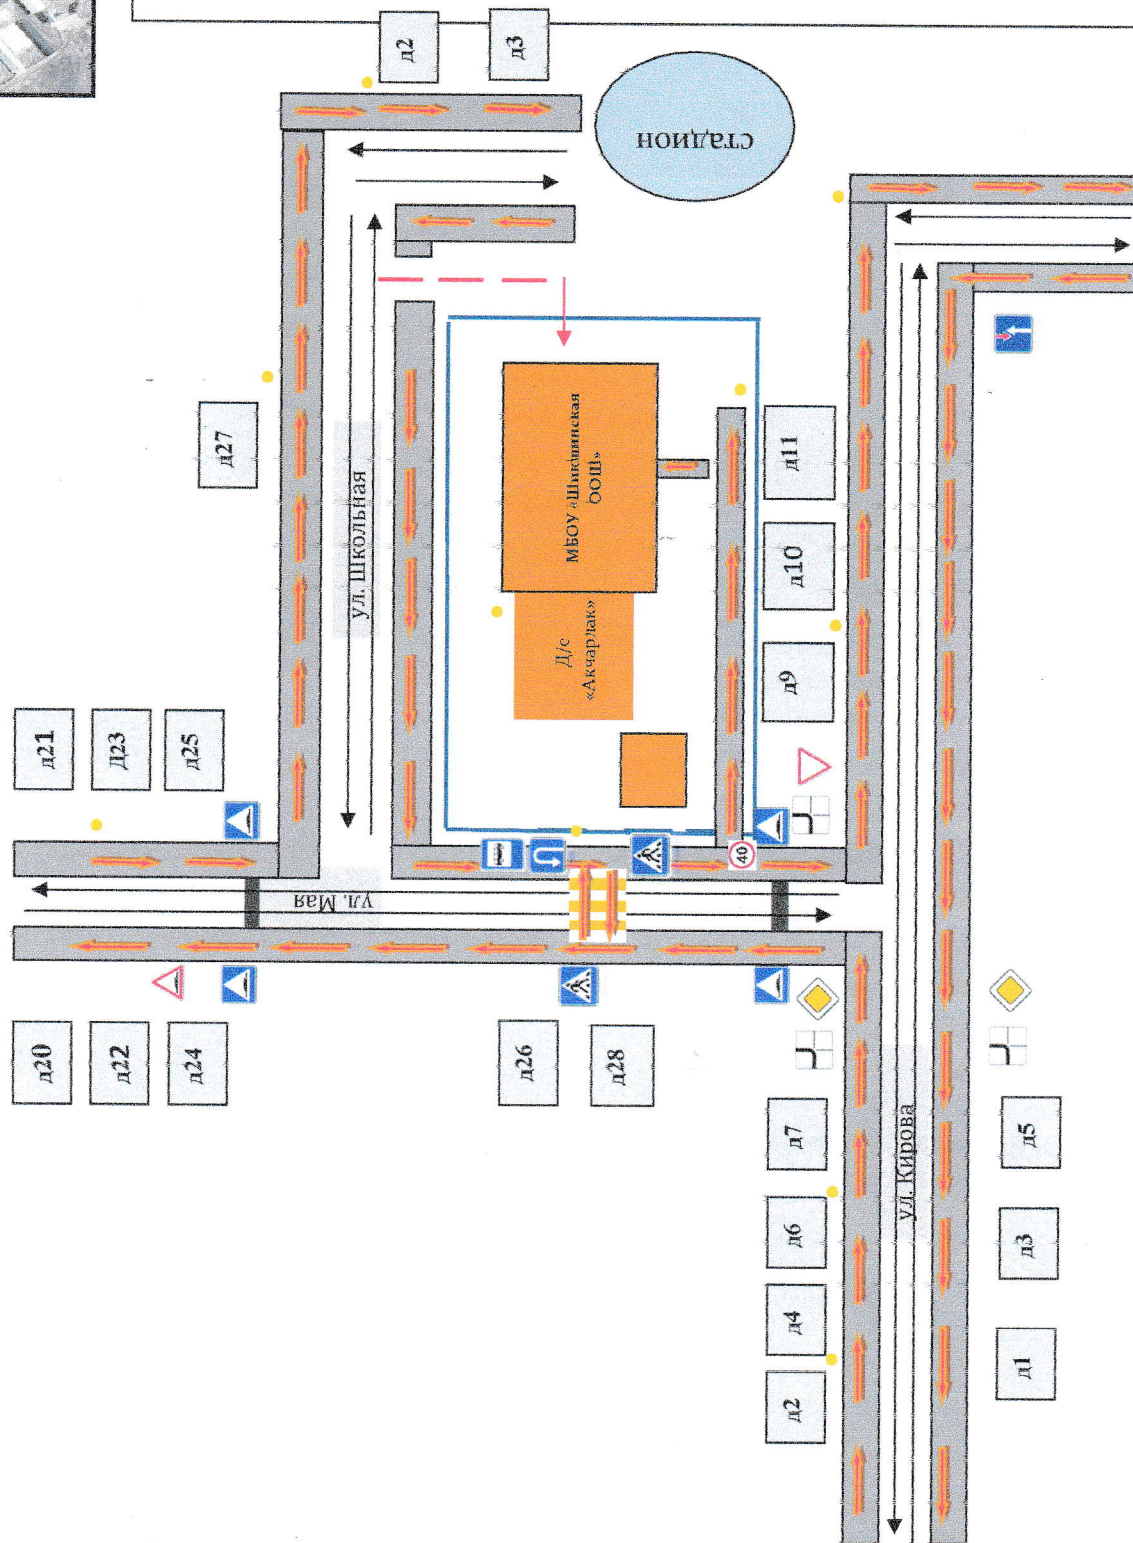 д20
д21
д22
Д23
д24
д25
д27
ул. Мая
ул. Школьная
д2
д3
д26
д28
Д/с
«Акчарлак»
МБОУ «Шикшинская
ООШ»
стадион
40
д2
д4
д6
д7
д9
д10
д11
ул. Кирова
д1
д3
д5